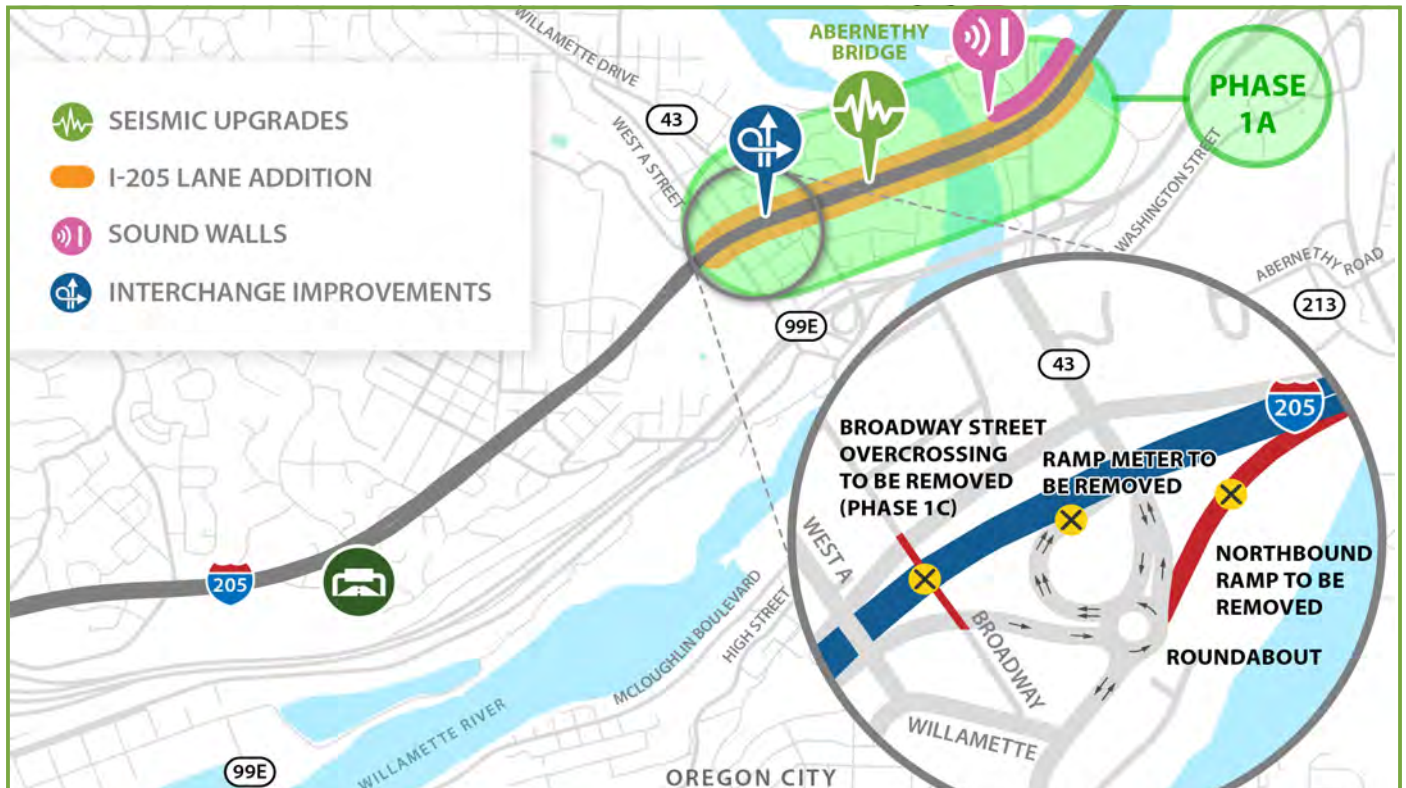 SEISMIC UPGRADES
I-205 LANE ADDITION
SOUND WALLS
INTERCHANGE IMPROVEMENTS
WILLAMETTE DRIVE
43
WEST A STREET
ABERNETHY
BRIDGE
PHASE
1A
WASHINGTON STREET
ABERNETHY ROAD
213
99E
205
MCLOUGHLIN BOULEVARD
HIGH STREET
WILLAMETTE RIVER
99E
OREGON CITY
43
205
BROADWAY STREET
OVERCROSSING
TO BE REMOVED
(PHASE 1C)
RAMP METER TO
BE REMOVED
WEST A
BROADWAY
NORTHBOUND
RAMP TO BE
REMOVED
ROUNDABOUT
WILLAMETTE